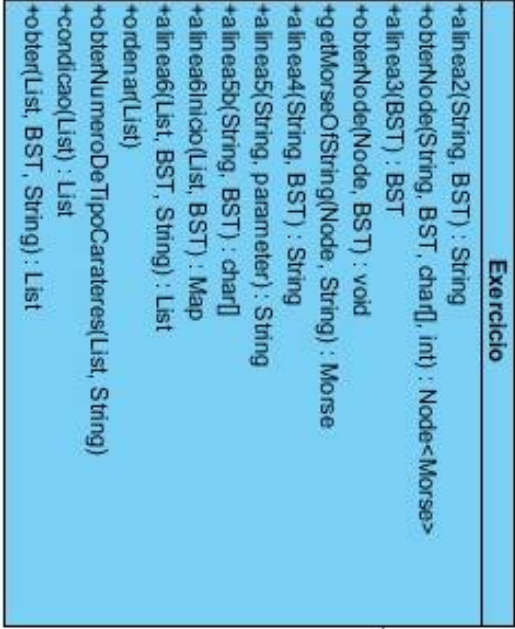 Exercicio
+alinea2(String, BST) : String
+obterNode(String, BST, char[], int) : Node<Morse>
+alinea3(BST) : BST
+obterNode(Node, BST) : void
+getMorseOfString(Node, String) : Morse
+alinea4(String, BST) : String
+alinea5(String, parameter) : String
+alinea5b(String, BST) : char[]
+alinea6Inicio(List, BST) : Map
+alinea6(List, BST, String) : List
+ordenar(List)
+obterNumeroDeTipoCarateres(List, String)
+condicao(List) : List
+obter(List, BST, String) : List